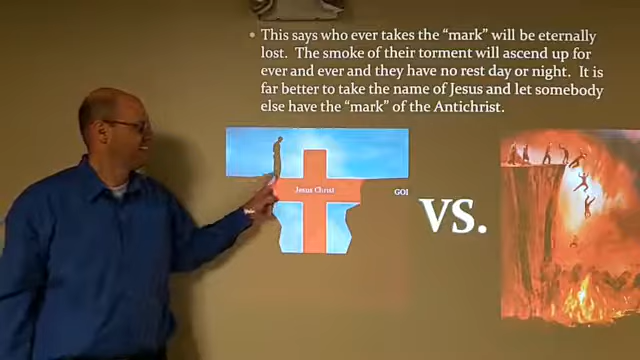 • This says who ever takes the “mark” will be eternally
lost. The smoke of their torment will ascend up for
ever and ever and they have no rest day or night. It is
far better to take the name of Jesus and let somebody
else have the “mark” of the Antichrist.
Jesus Christ
GOI
VS.